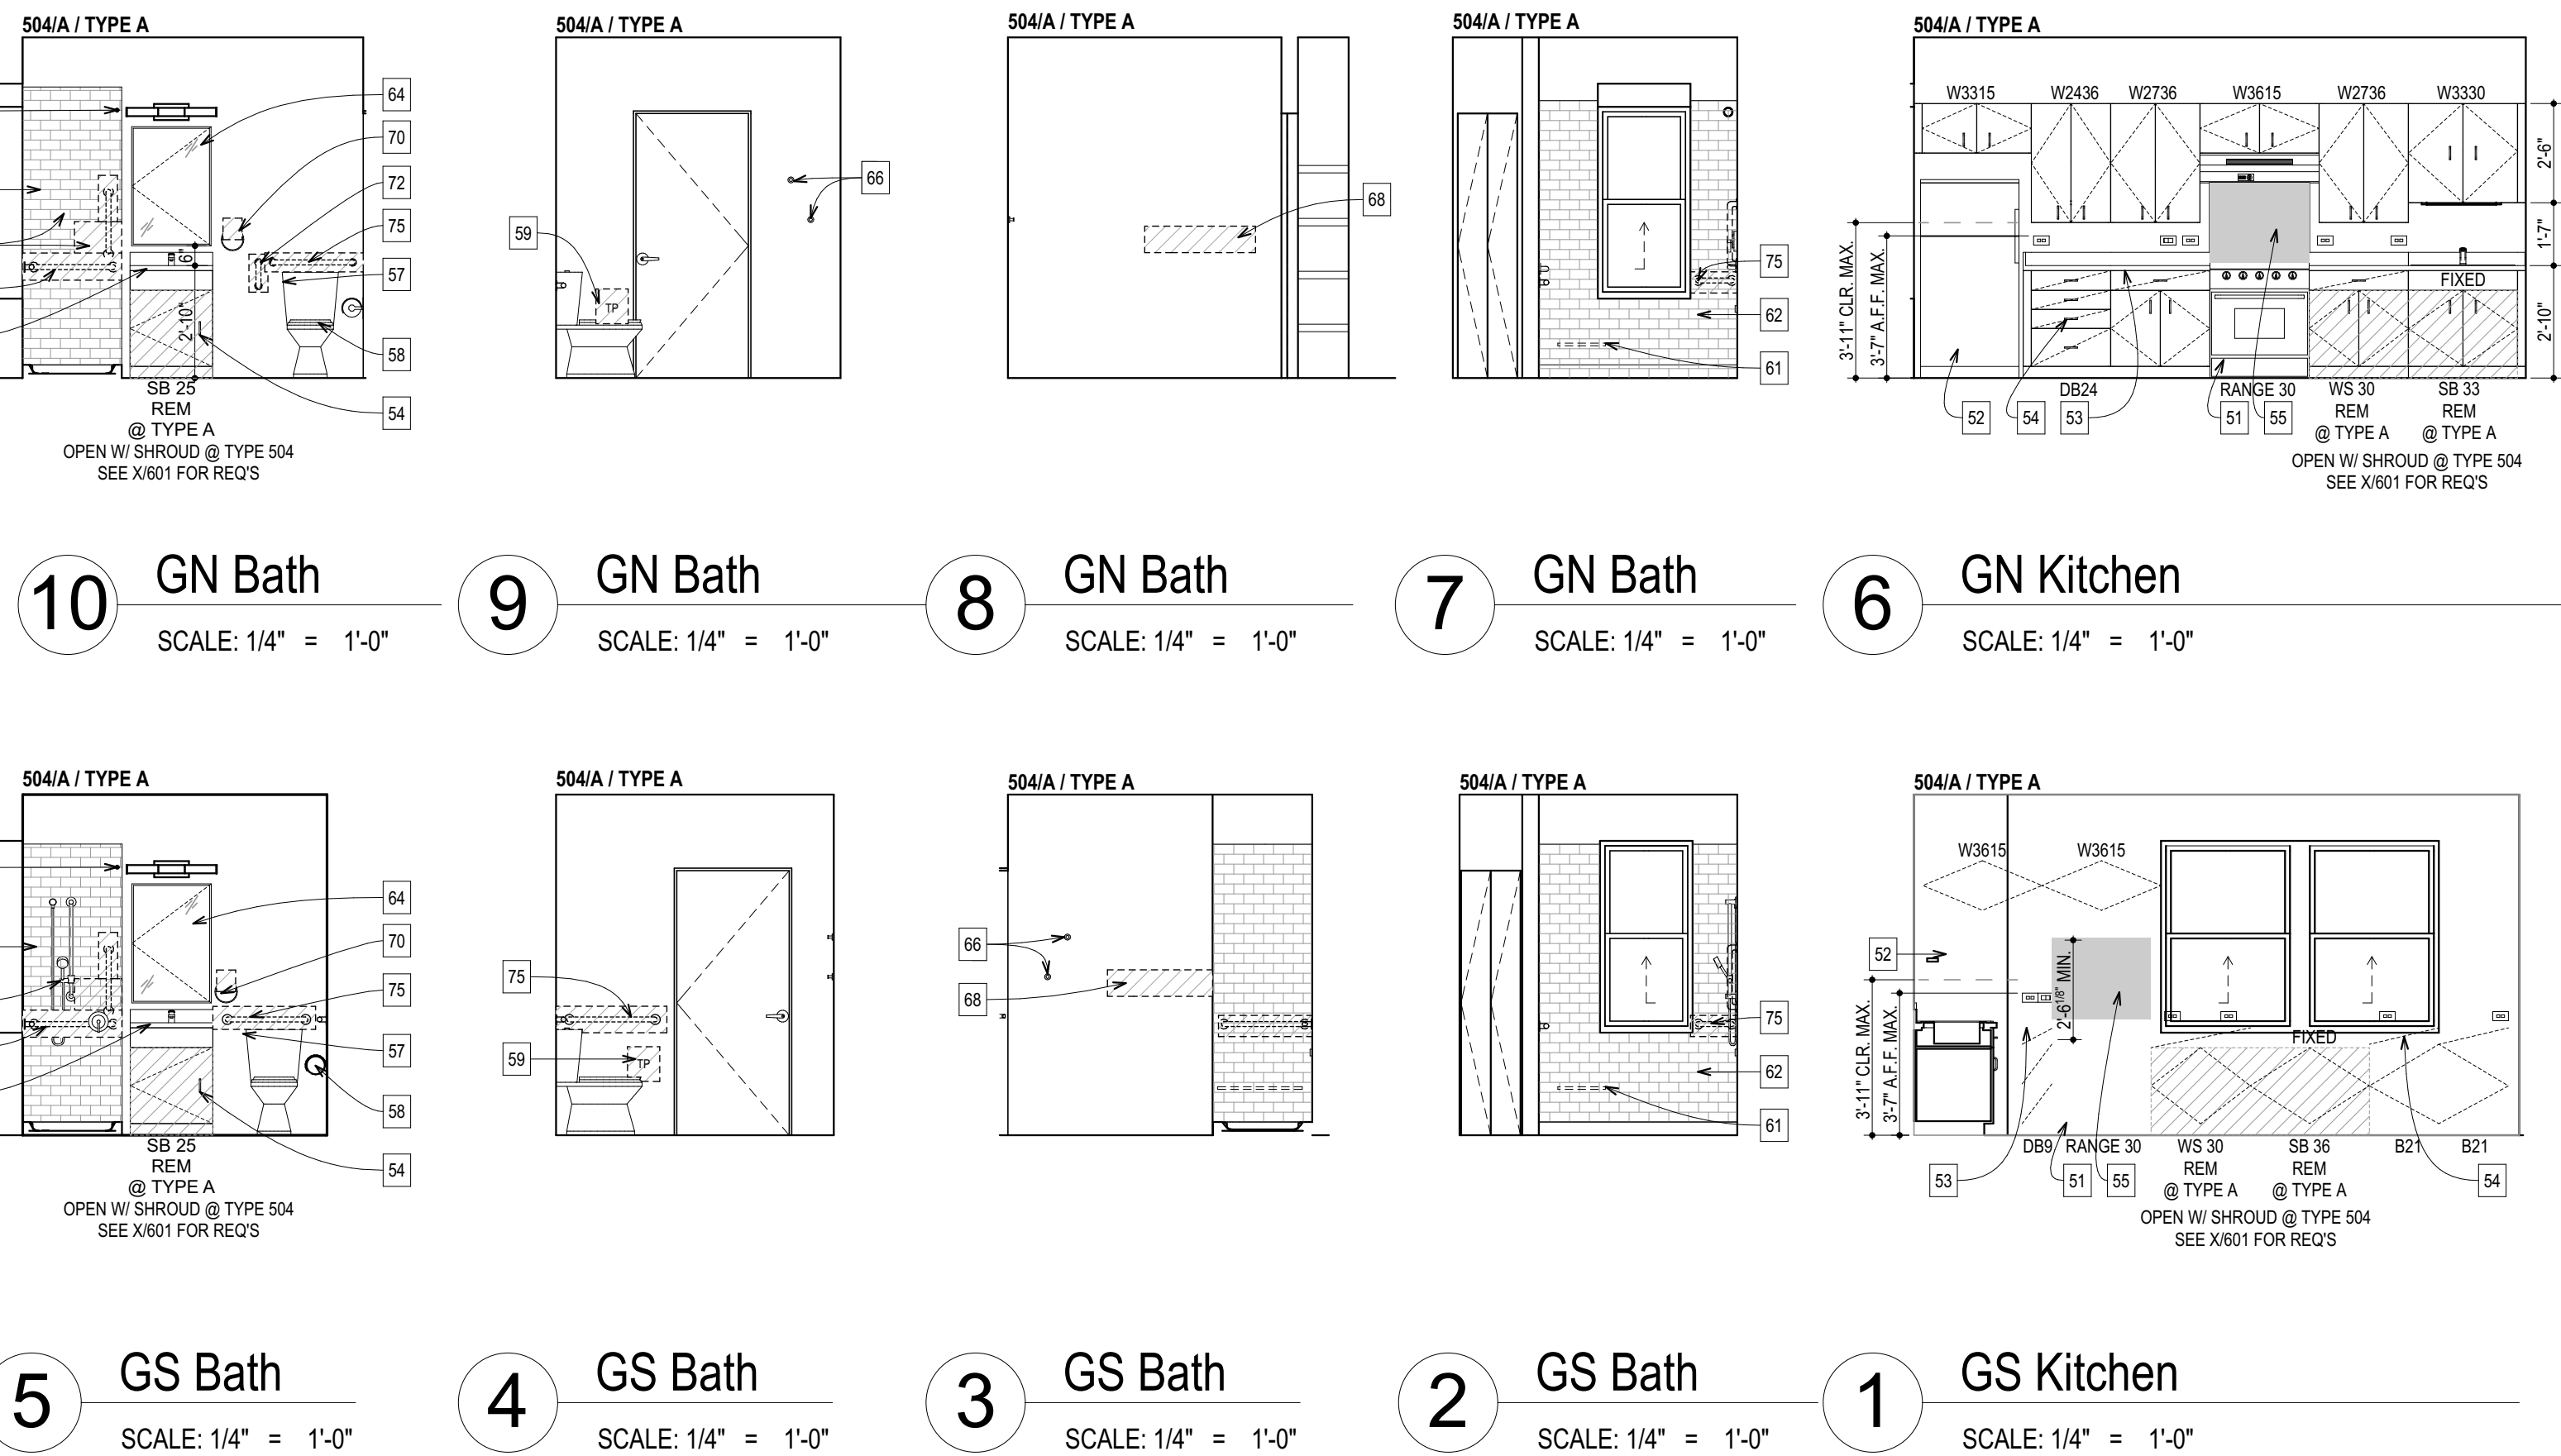 504/A / TYPE A
64
70
72
75
57
58
54
6"
2'-10"
SB 25
REM
@ TYPE A
OPEN W/ SHROUD @ TYPE 504
SEE X/601 FOR REQ'S
10
GN Bath
SCALE: 1/4" = 1'-0"
504/A / TYPE A
59
TP
66
9
GN Bath
SCALE: 1/4" = 1'-0"
504/A / TYPE A
68
8
GN Bath
SCALE: 1/4" = 1'-0"
504/A / TYPE A
75
62
61
7
GN Bath
SCALE: 1/4" = 1'-0"
504/A / TYPE A
W3315 W2436 W2736 W3615 W2736 W3330
2'-6"
1'-7"
2'-10"
3'-11" CLR. MAX.
3'-7" A.F.F. MAX.
FIXED
DB24 RANGE 30 WS 30 SB 33
REM REM
@ TYPE A @ TYPE A
52 54 53 51 55
OPEN W/ SHROUD @ TYPE 504
SEE X/601 FOR REQ'S
6
GN Kitchen
SCALE: 1/4" = 1'-0"
504/A / TYPE A
64
70
75
57
58
54
SB 25
REM
@ TYPE A
OPEN W/ SHROUD @ TYPE 504
SEE X/601 FOR REQ'S
5
GS Bath
SCALE: 1/4" = 1'-0"
504/A / TYPE A
75
59
TP
4
GS Bath
SCALE: 1/4" = 1'-0"
504/A / TYPE A
66
68
3
GS Bath
SCALE: 1/4" = 1'-0"
504/A / TYPE A
75
62
61
2
GS Bath
SCALE: 1/4" = 1'-0"
504/A / TYPE A
W3615 W3615
52
2'-6 1/8" MIN.
3'-11" CLR. MAX.
3'-7" A.F.F. MAX.
FIXED
DB9 RANGE 30 WS 30 SB 36 B21 B21
REM REM
@ TYPE A @ TYPE A
53 51 55 54
OPEN W/ SHROUD @ TYPE 504
SEE X/601 FOR REQ'S
1
GS Kitchen
SCALE: 1/4" = 1'-0"